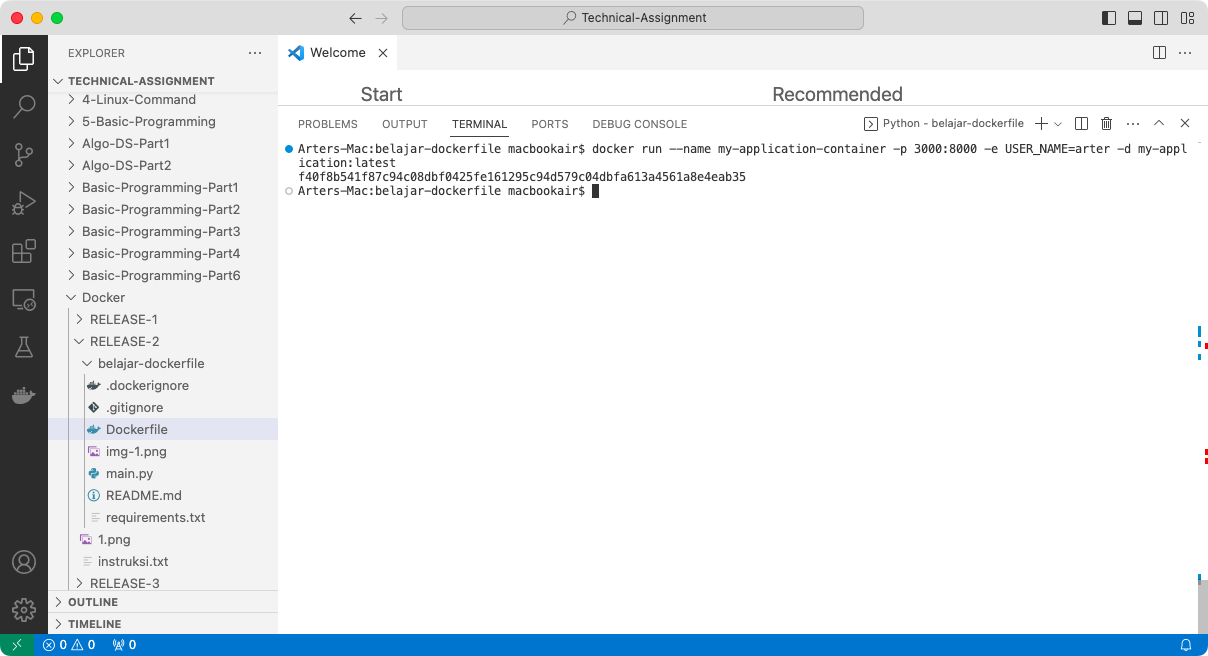 Technical-Assignment
EXPLORER
TECHNICAL-ASSIGNMENT
4-Linux-Command
5-Basic-Programming
Algo-DS-Part1
Algo-DS-Part2
Basic-Programming-Part1
Basic-Programming-Part2
Basic-Programming-Part3
Basic-Programming-Part4
Basic-Programming-Part6
Docker
RELEASE-1
RELEASE-2
belajar-dockerfile
.dockerignore
.gitignore
Dockerfile
img-1.png
main.py
README.md
requirements.txt
1.png
instruksi.txt
RELEASE-3
OUTLINE
TIMELINE
Welcome
Start Recommended
PROBLEMS OUTPUT TERMINAL PORTS DEBUG CONSOLE Python - belajar-dockerfile
Arters-Mac:belajar-dockerfile macbookair$ docker run --name my-application-container -p 3000:8000 -e USER_NAME=arter -d my-appl
ication:latest
f40f8b541f87c94c08dbf0425fe161295c94d579c04dbfa613a4561a8e4eab35
Arters-Mac:belajar-dockerfile macbookair$
0 0 0